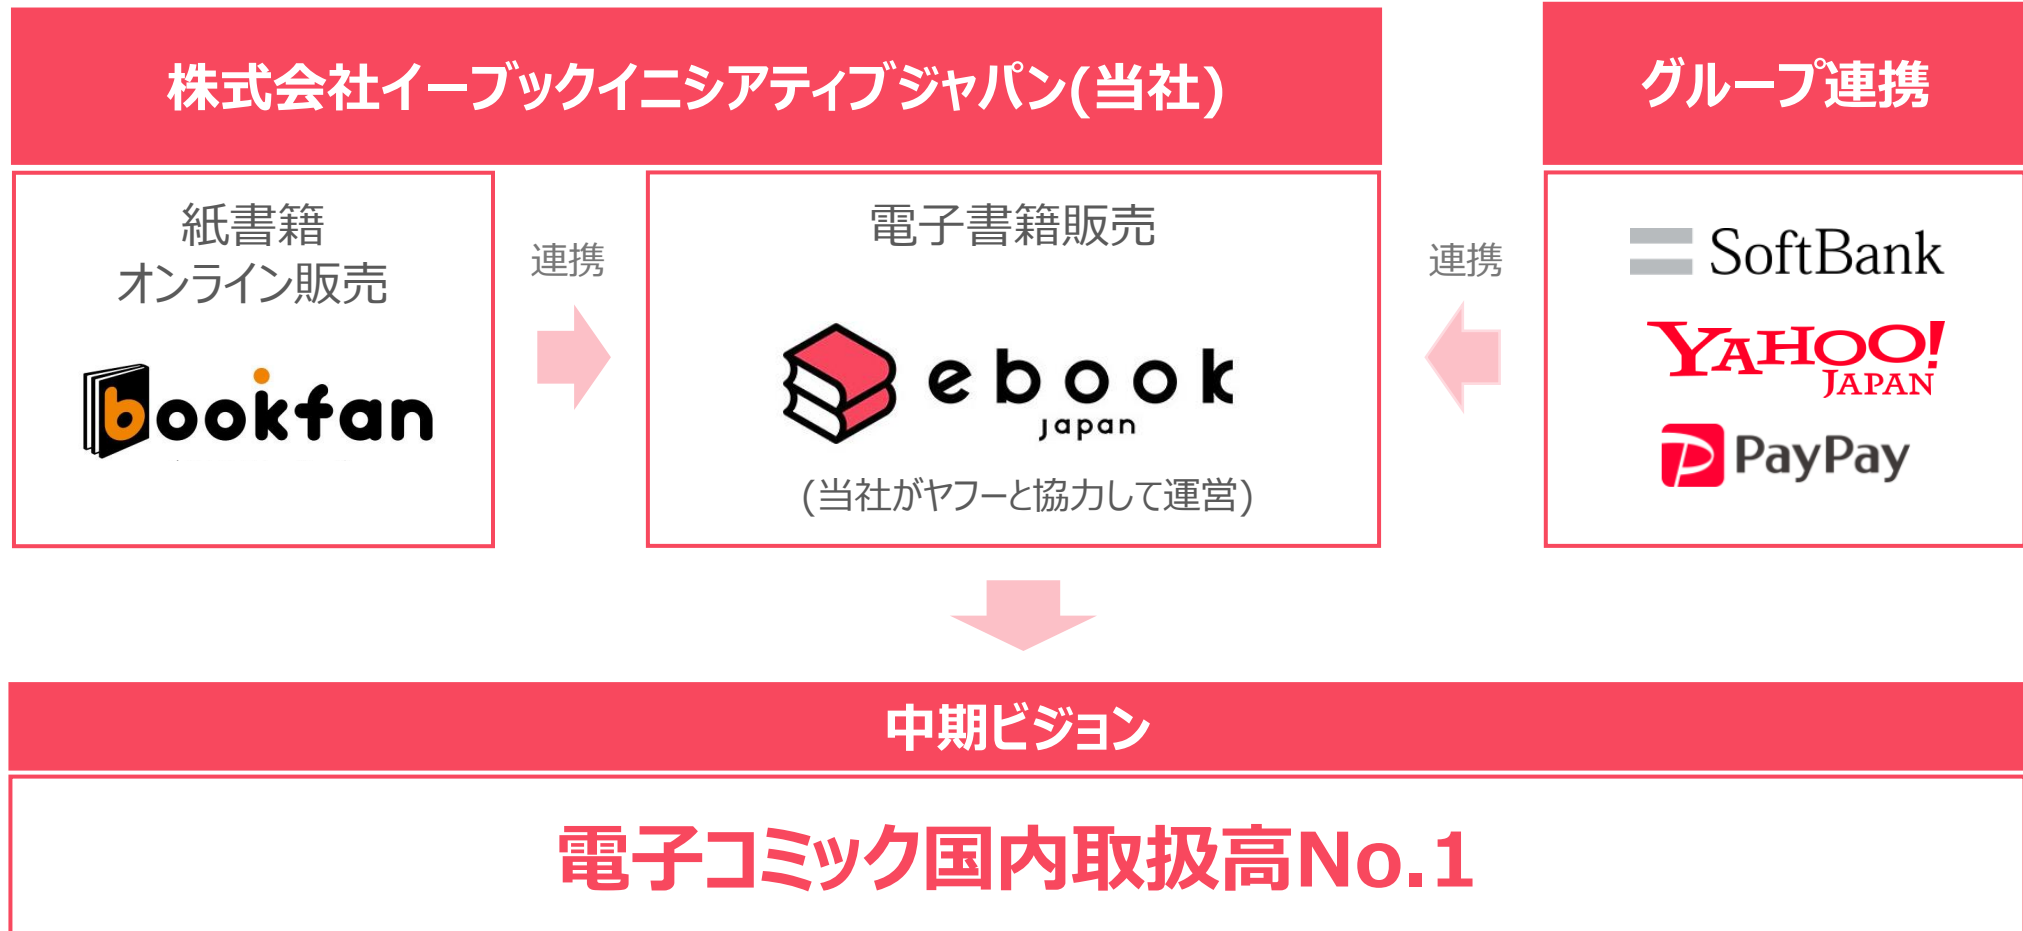 株式会社イーブックイニシアティブジャパン(当社)
グループ連携
紙書籍
オンライン販売
bookfan
連携
電子書籍販売
ebook
japan
(当社がヤフーと協力して運営)
連携
SoftBank
YAHOO!
JAPAN
PayPay
中期ビジョン
電子コミック国内取扱高No.1